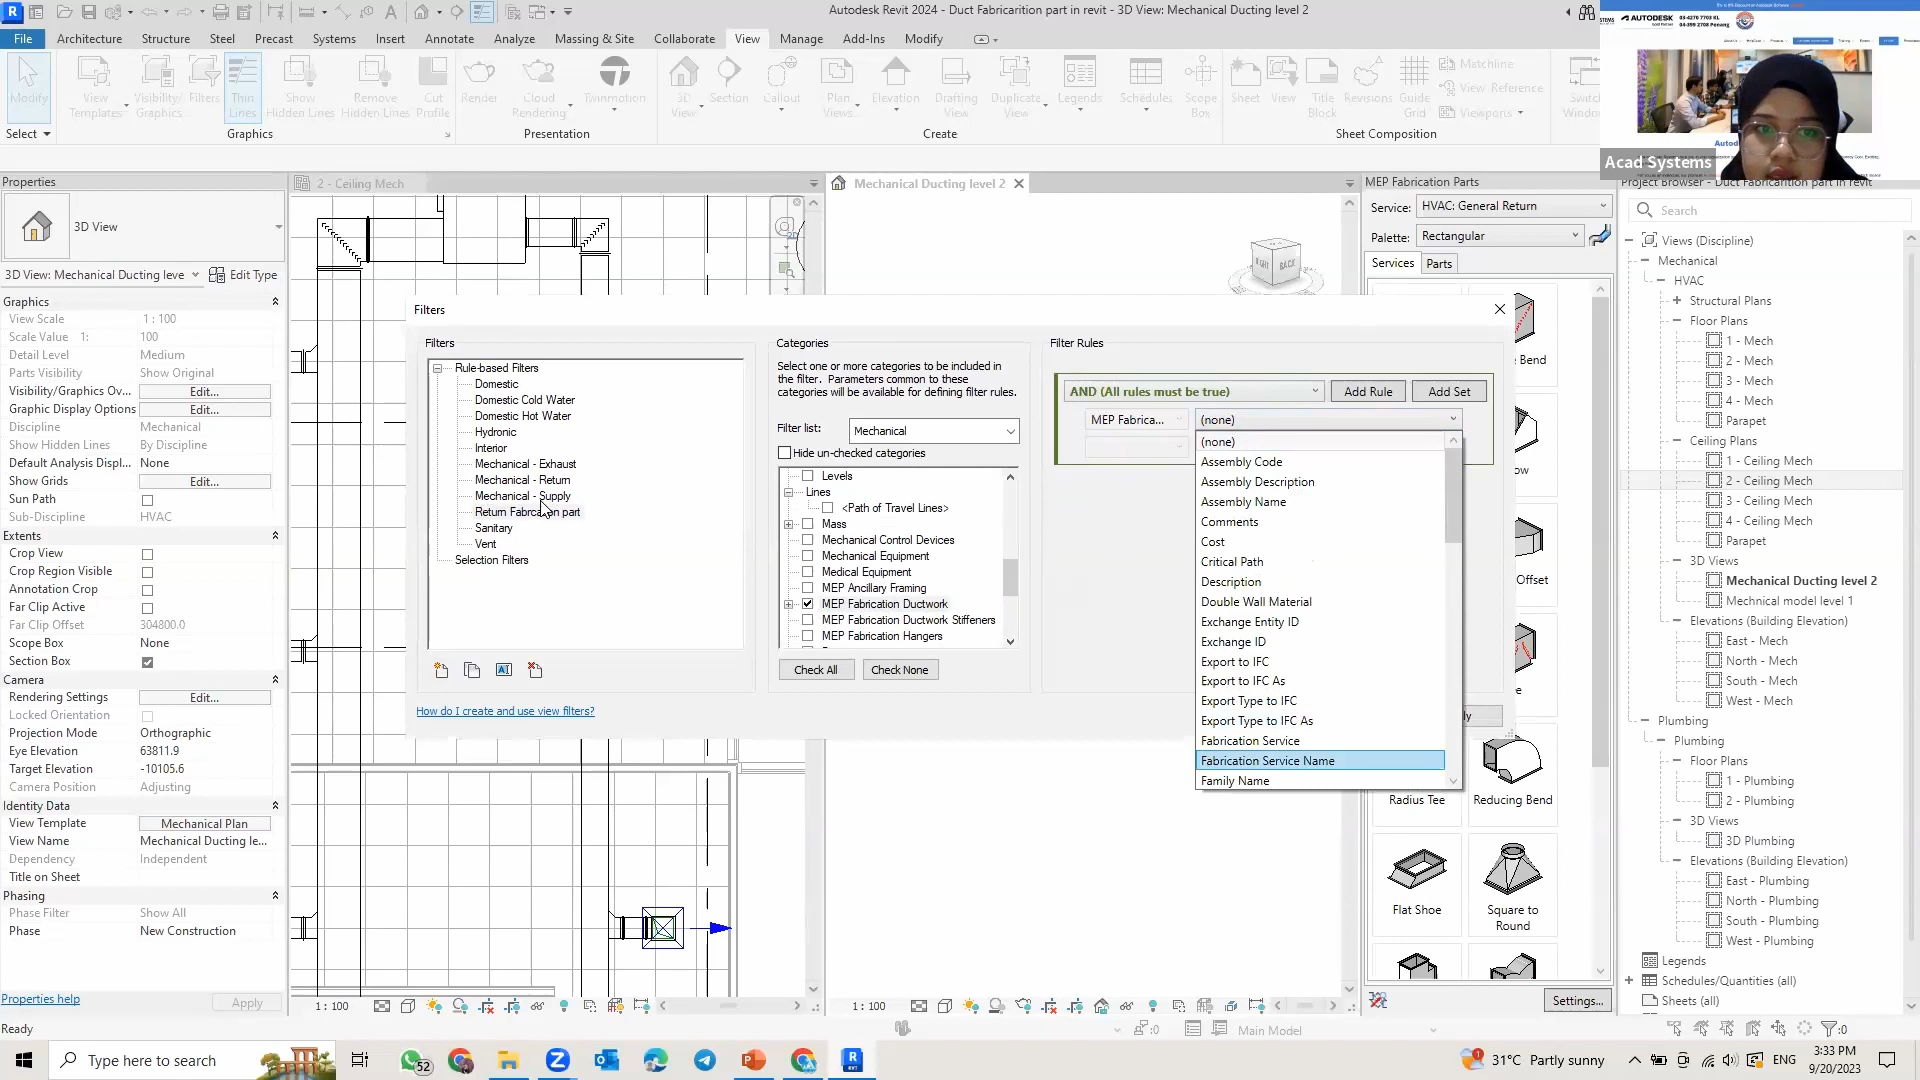 Autodesk Revit 2024 - Duct Fabricarition part in revit - 3D View: Mechanical Ducting level 2
AUTODESK
03-4270 7703 KL
04-399 2708 Penang
File Architecture Structure Steel Precast Systems Insert Annotate Analyze Massing & Site Collaborate View Manage Add-Ins Modify
Modify
View Templates
Visibility/ Graphics
Filters
Thin Lines
Show Hidden Lines
Remove Hidden Lines
Cut Profile
Render
Cloud Rendering
Twinmotion
3D View
Section
Callout
Plan Views
Elevation
Drafting View
Duplicate View
Legends
Schedules
Scope Box
Sheet
View
Title Block
Revisions
Guide Grid
Matchline
View Reference
Viewports
Select
Graphics
Presentation
Create
Sheet Composition
Acad Systems
Properties
3D View
3D View: Mechanical Ducting leve
Edit Type
Graphics
View Scale 1 : 100
Scale Value 1: 100
Detail Level Medium
Parts Visibility Show Original
Visibility/Graphics Ov... Edit...
Graphic Display Options Edit...
Discipline Mechanical
Show Hidden Lines By Discipline
Default Analysis Displ... None
Show Grids Edit...
Sun Path
Sub-Discipline HVAC
Extents
Crop View
Crop Region Visible
Annotation Crop
Far Clip Active
Far Clip Offset 304800.0
Scope Box None
Section Box
Camera
Rendering Settings Edit...
Locked Orientation
Projection Mode Orthographic
Eye Elevation 63811.9
Target Elevation -10105.6
Camera Position Adjusting
Identity Data
View Template Mechanical Plan
View Name Mechanical Ducting le...
Dependency Independent
Title on Sheet
Phasing
Phase Filter Show All
Phase New Construction
Properties help
Apply
2 - Ceiling Mech
Mechanical Ducting level 2
RIGHT BACK
Filters
Filters
Rule-based Filters
Domestic
Domestic Cold Water
Domestic Hot Water
Hydronic
Interior
Mechanical - Exhaust
Mechanical - Return
Mechanical - Supply
Return Fabrcation part
Sanitary
Vent
Selection Filters
How do I create and use view filters?
Categories
Select one or more categories to be included in
the filter. Parameters common to these
categories will be available for defining filter rules.
Filter list: Mechanical
Hide un-checked categories
Levels
Lines
<Path of Travel Lines>
Mass
Mechanical Control Devices
Mechanical Equipment
Medical Equipment
MEP Ancillary Framing
MEP Fabrication Ductwork
MEP Fabrication Ductwork Stiffeners
MEP Fabrication Hangers
Check All
Check None
Filter Rules
AND (All rules must be true)
Add Rule
Add Set
MEP Fabrica...
(none)
(none)
Assembly Code
Assembly Description
Assembly Name
Comments
Cost
Critical Path
Description
Double Wall Material
Exchange Entity ID
Exchange ID
Export to IFC
Export to IFC As
Export Type to IFC
Export Type to IFC As
Fabrication Service
Fabrication Service Name
Family Name
MEP Fabrication Parts
Service: HVAC: General Return
Palette: Rectangular
Services
Parts
Bend
Offset
Radius Tee
Reducing Bend
Flat Shoe
Square to Round
Settings...
Project Browser - Duct Fabricarition part in revit
Search
Views (Discipline)
Mechanical
HVAC
Structural Plans
Floor Plans
1 - Mech
2 - Mech
3 - Mech
4 - Mech
Parapet
Ceiling Plans
1 - Ceiling Mech
2 - Ceiling Mech
3 - Ceiling Mech
4 - Ceiling Mech
Parapet
3D Views
Mechanical Ducting level 2
Mechnical model level 1
Elevations (Building Elevation)
East - Mech
North - Mech
South - Mech
West - Mech
Plumbing
Plumbing
Floor Plans
1 - Plumbing
2 - Plumbing
3D Views
3D Plumbing
Elevations (Building Elevation)
East - Plumbing
North - Plumbing
South - Plumbing
West - Plumbing
Legends
Schedules/Quantities (all)
Sheets (all)
1 : 100
1 : 100
Ready
:0
Main Model
:0
Type here to search
52
31°C Partly sunny
ENG
3:33 PM
9/20/2023